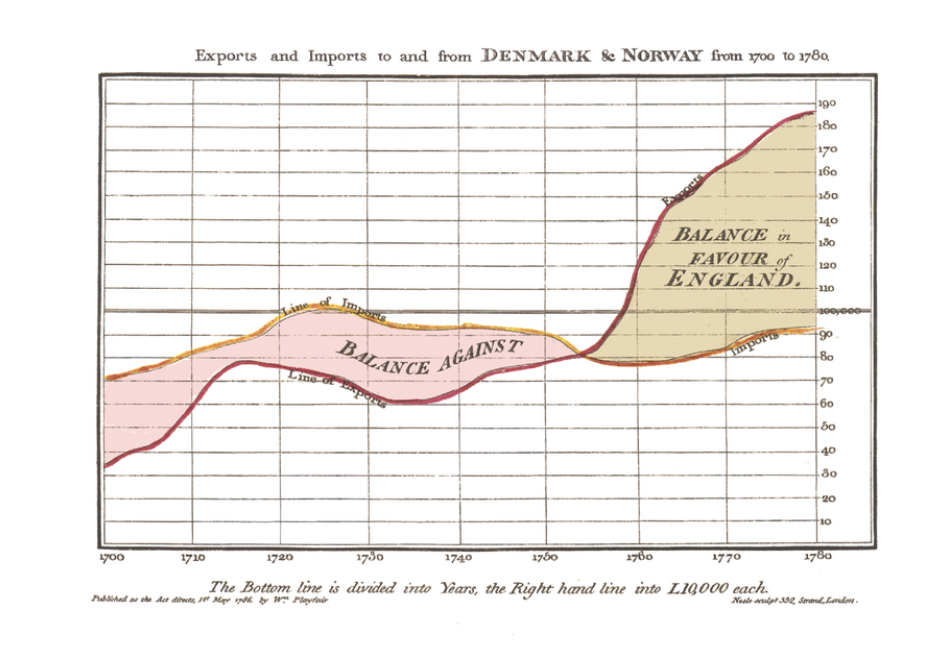 Exports and Imports to and from DENMARK & NORWAY from 1700 to 1780.
190
180
170
160
Exports
150
140
BALANCE in
130
FAVOUR of
120
ENGLAND.
110
Line of Imports
100,000
90
BALANCE AGAINST
Imports
80
Line of Exports
70
60
50
40
30
20
10
1700 1710 1720 1730 1740 1750 1760 1770 1780
The Bottom line is divided into Years, the Right hand line into L10,000 each.
Published as the Act directs, 1st May 1786. by Wm. Playfair
Neele sculpt 352, Strand, London.